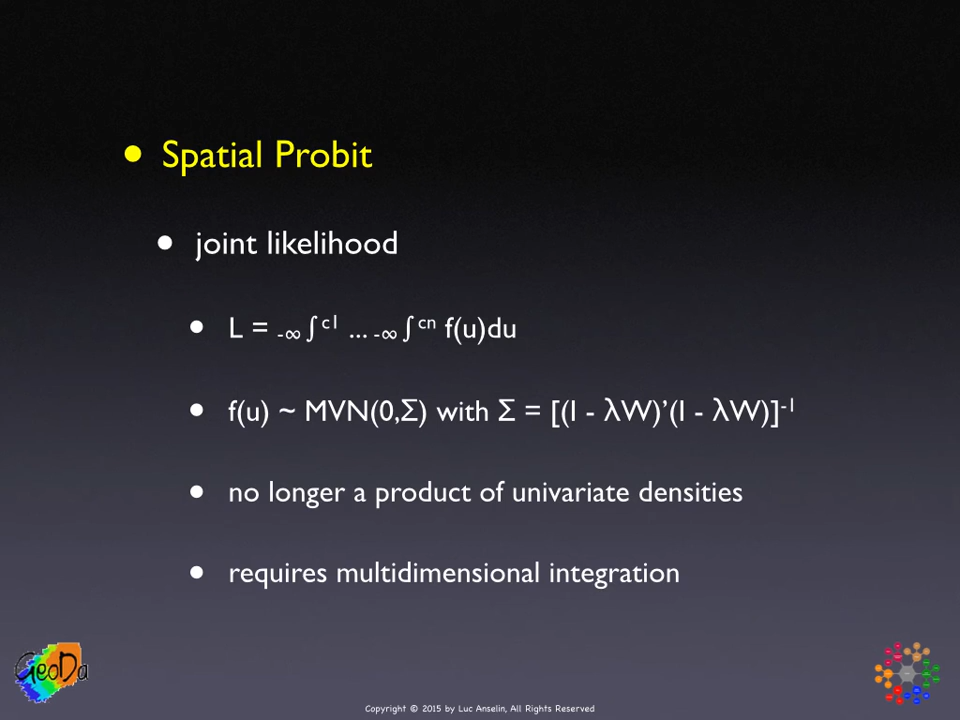 • Spatial Probit
• joint likelihood
• L = -∞ ∫ c1 ... -∞ ∫ cn f(u)du
• f(u) ~ MVN(0,Σ) with Σ = [(I - λW)’(I - λW)]-1
• no longer a product of univariate densities
• requires multidimensional integration
GeoDa
Copyright © 2015 by Luc Anselin, All Rights Reserved